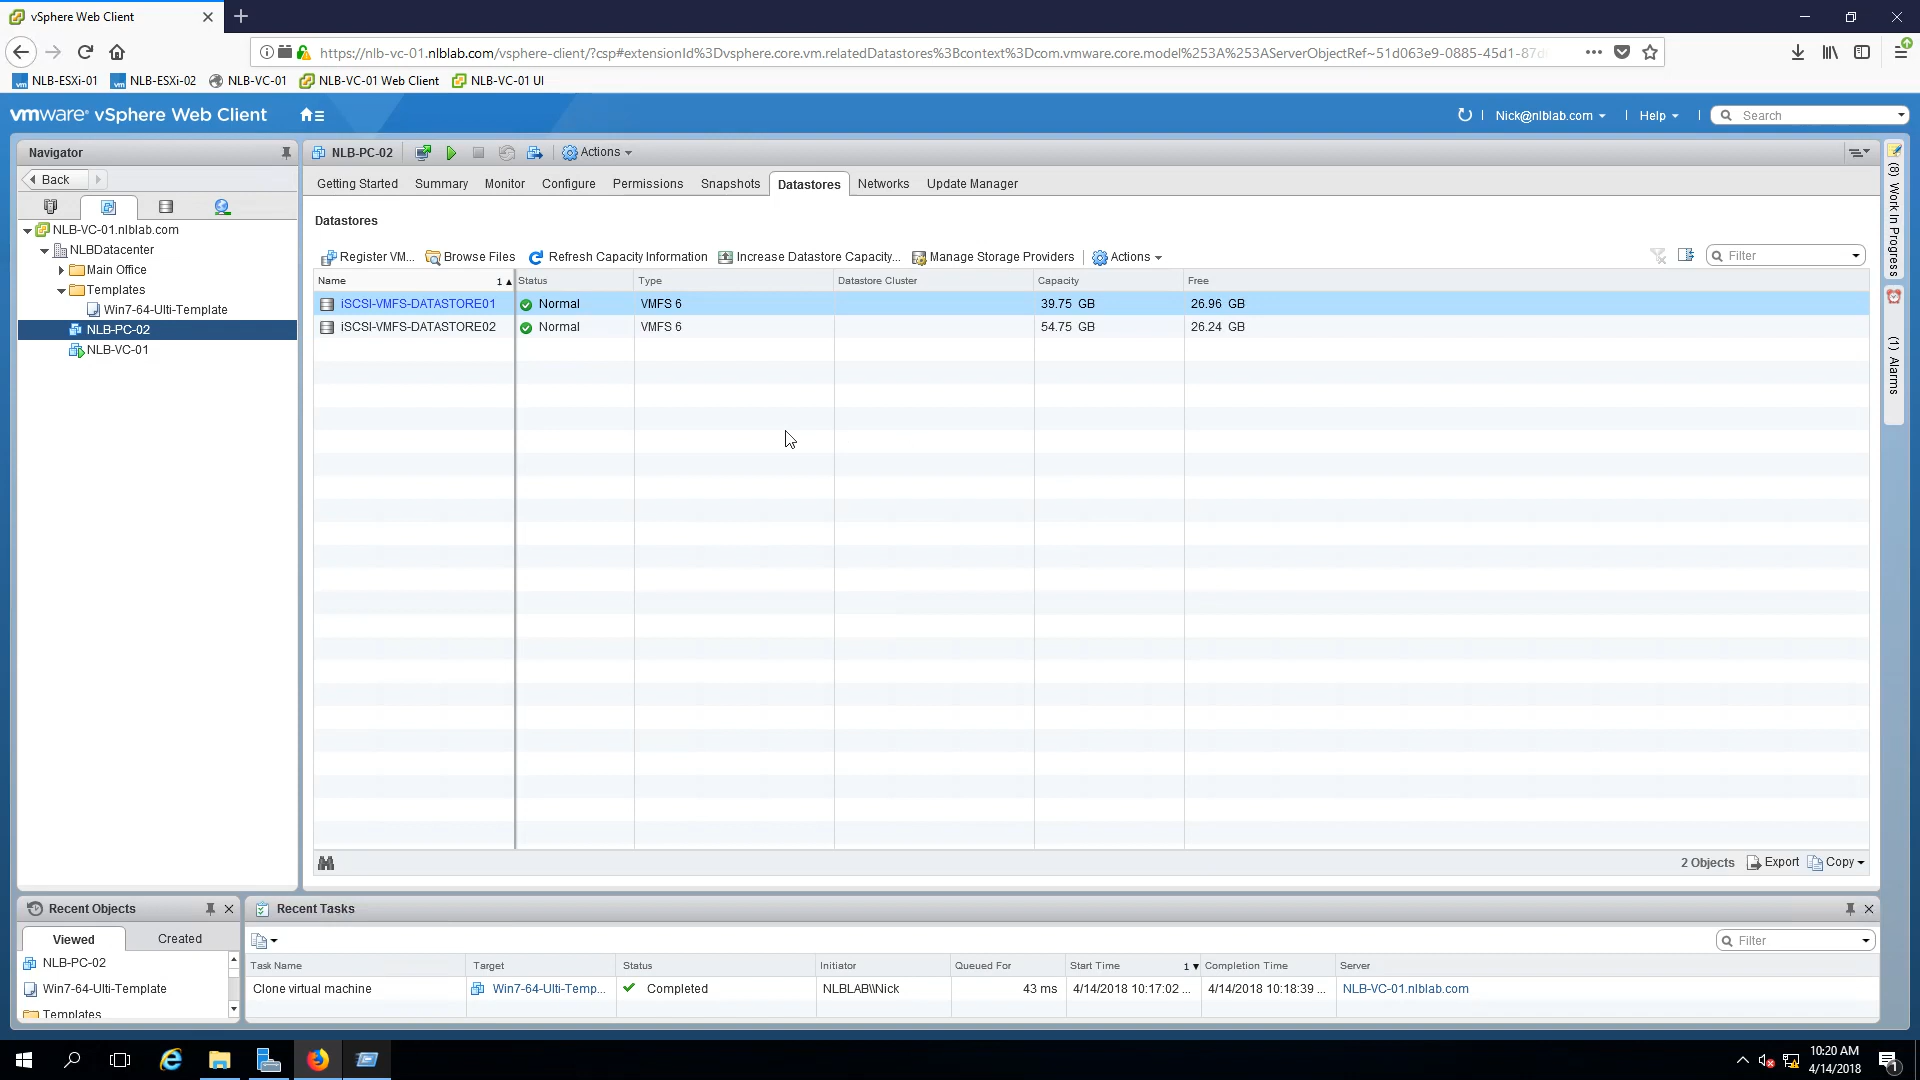 vSphere Web Client
https://nlb-vc-01.nlblab.com/vsphere-client/?csp#extensionId%3Dvsphere.core.vm.relatedDatastores%3Bcontext%3Dcom.vmware.core.model%253A%253AServerObjectRef~51d063e9-0885-45d1-87d
NLB-ESXi-01 NLB-ESXi-02 NLB-VC-01 NLB-VC-01 Web Client NLB-VC-01 UI
vmware® vSphere Web Client
Nick@nlblab.com | Help | Search
Navigator
Back
NLB-VC-01.nlblab.com
NLBDatacenter
Main Office
Templates
Win7-64-Ulti-Template
NLB-PC-02
NLB-VC-01
NLB-PC-02 Actions
Getting Started Summary Monitor Configure Permissions Snapshots Datastores Networks Update Manager
Datastores
Register VM... Browse Files Refresh Capacity Information Increase Datastore Capacity... Manage Storage Providers Actions Filter
Name 1 Status Type Datastore Cluster Capacity Free
iSCSI-VMFS-DATASTORE01 Normal VMFS 6 39.75 GB 26.96 GB
iSCSI-VMFS-DATASTORE02 Normal VMFS 6 54.75 GB 26.24 GB
2 Objects Export Copy
(8) Work In Progress
(1) Alarms
Recent Objects
Viewed Created
NLB-PC-02
Win7-64-Ulti-Template
Templates
Recent Tasks
Filter
Task Name Target Status Initiator Queued For Start Time 1 Completion Time Server
Clone virtual machine Win7-64-Ulti-Temp... Completed NLBLAB\\Nick 43 ms 4/14/2018 10:17:02 ... 4/14/2018 10:18:39 ... NLB-VC-01.nlblab.com
10:20 AM
4/14/2018
1